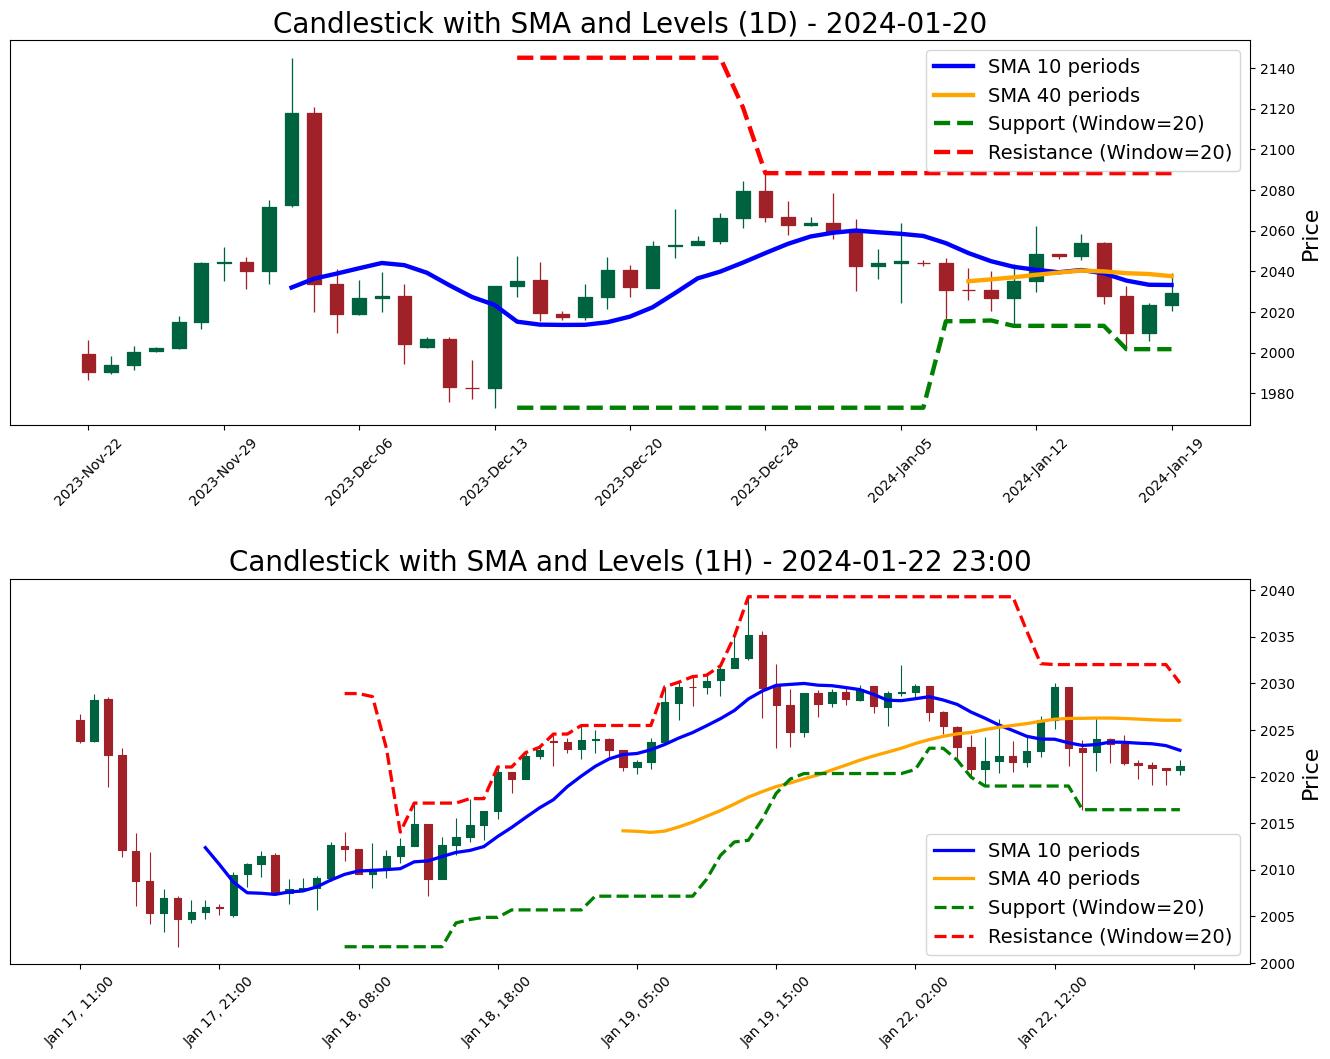 Candlestick with SMA and Levels (1D) - 2024-01-20
SMA 10 periods
SMA 40 periods
Support (Window=20)
Resistance (Window=20)
2140
2120
2100
2080
2060
2040
2020
2000
1980
Price
2023-Nov-22
2023-Nov-29
2023-Dec-06
2023-Dec-13
2023-Dec-20
2023-Dec-28
2024-Jan-05
2024-Jan-12
2024-Jan-19
Candlestick with SMA and Levels (1H) - 2024-01-22 23:00
2040
2035
2030
2025
2020
2015
2010
2005
2000
Price
SMA 10 periods
SMA 40 periods
Support (Window=20)
Resistance (Window=20)
Jan 17, 11:00
Jan 17, 21:00
Jan 18, 08:00
Jan 18, 18:00
Jan 19, 05:00
Jan 19, 15:00
Jan 22, 02:00
Jan 22, 12:00